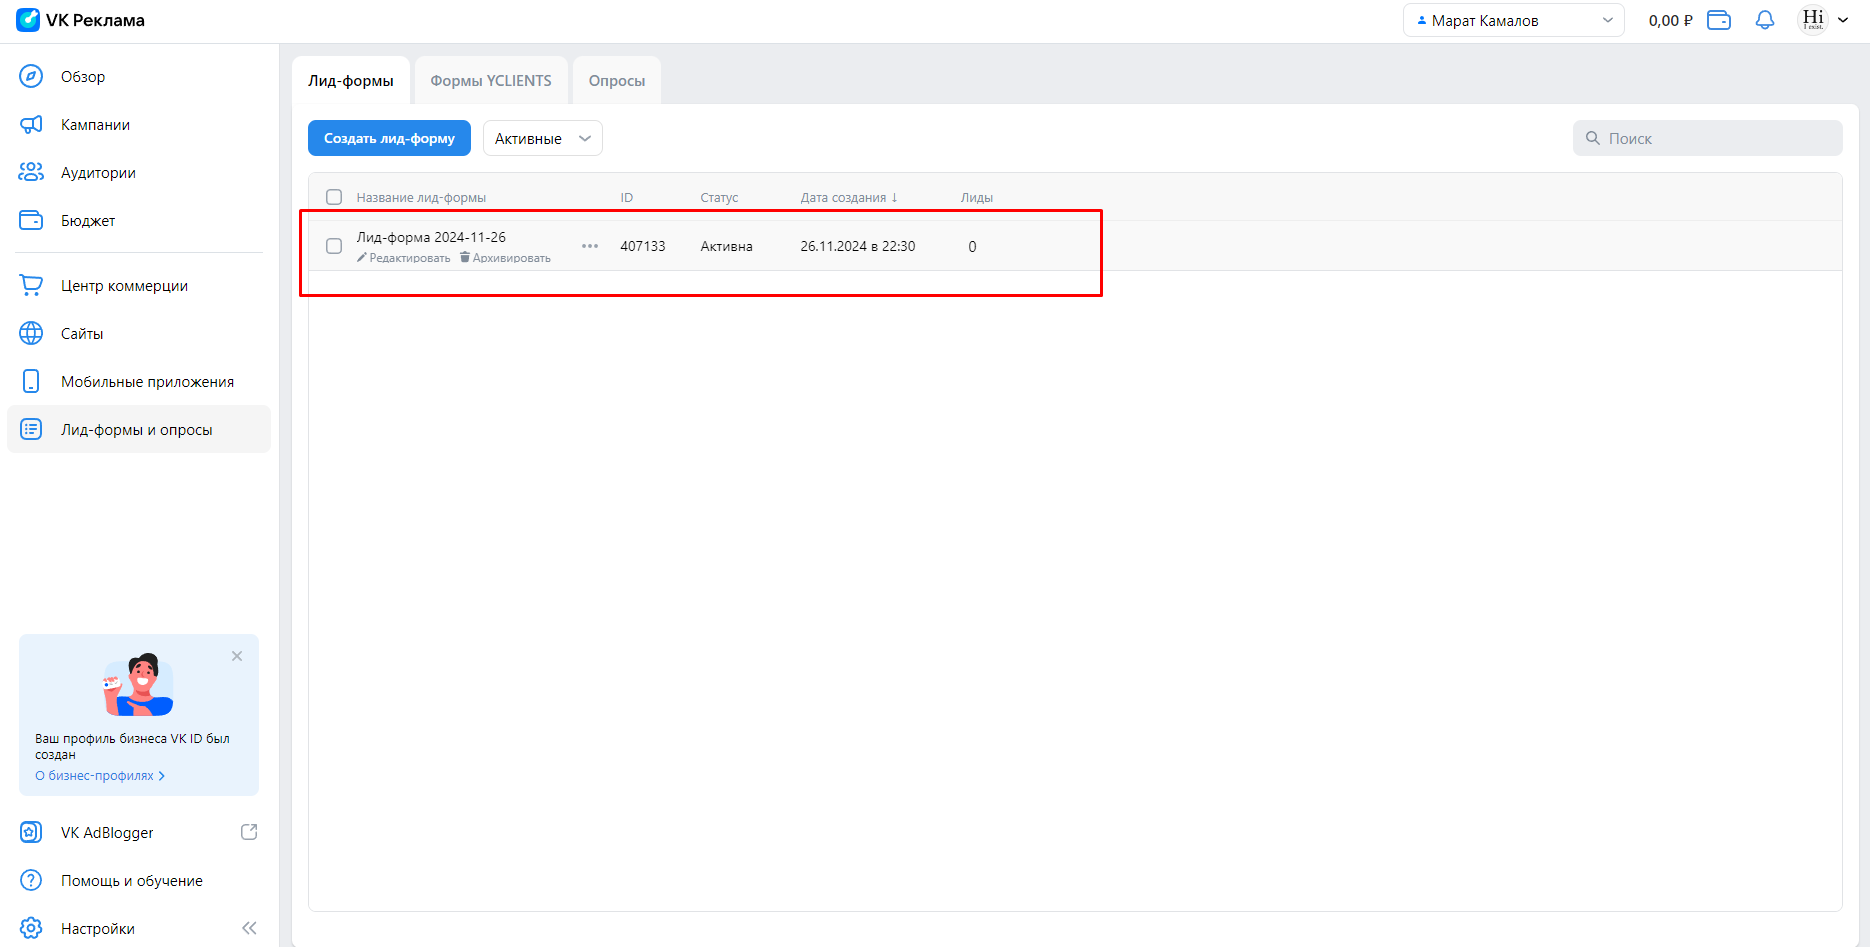 VK Реклама
Марат Камалов
0,00 ₽
Hi
I exist.
Обзор
Кампании
Аудитории
Бюджет
Центр коммерции
Сайты
Мобильные приложения
Лид-формы и опросы
Ваш профиль бизнеса VK ID был
создан
О бизнес-профилях
VK AdBlogger
Помощь и обучение
Настройки
Лид-формы
Формы YCLIENTS
Опросы
Создать лид-форму
Активные
Поиск
Название лид-формы ID Статус Дата создания ↓ Лиды
Лид-форма 2024-11-26 407133 Активна 26.11.2024 в 22:30 0
Редактировать Архивировать